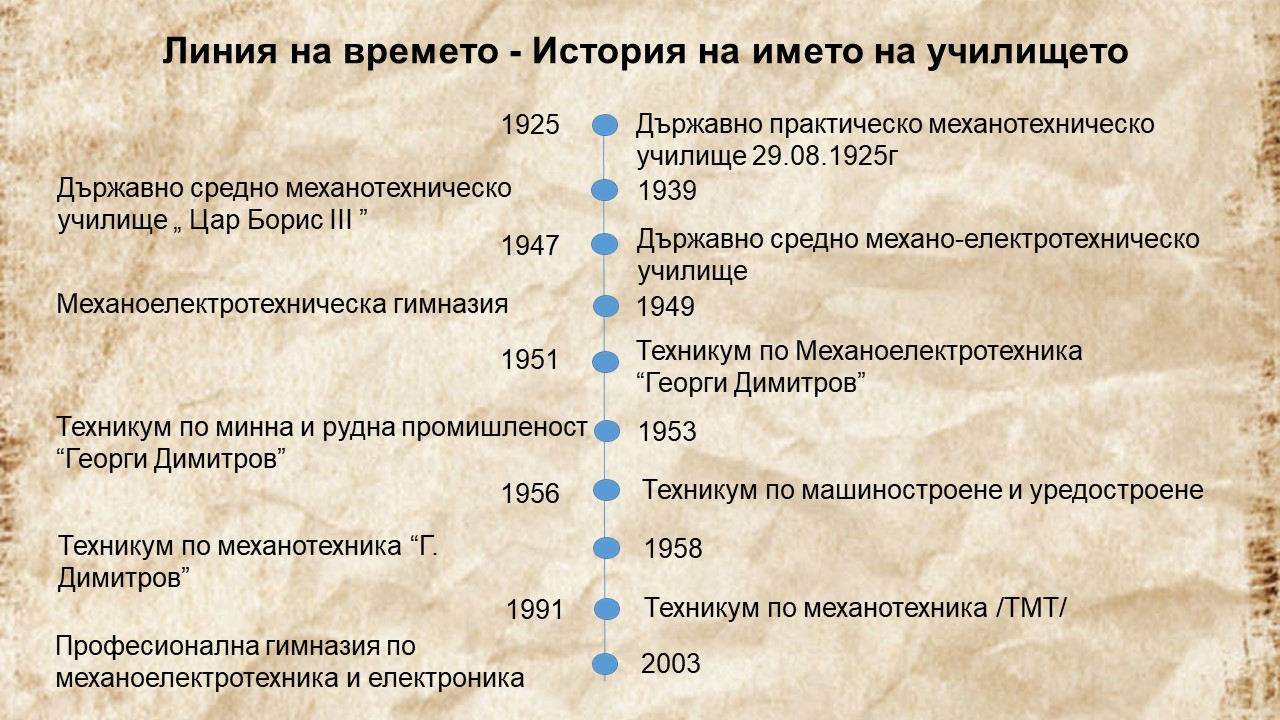 Линия на времето - История на името на училището
1925
Държавно практическо механотехническо
училище 29.08.1925г
Държавно средно механотехническо
училище „ Цар Борис III ”
1939
1947
Държавно средно механо-електротехническо
училище
Механоелектротехническа гимназия
1949
1951
Техникум по Механоелектротехника
“Георги Димитров”
Техникум по минна и рудна промишленост
“Георги Димитров”
1953
1956
Техникум по машиностроене и уредостроене
Техникум по механотехника “Г.
Димитров”
1958
1991
Техникум по механотехника /ТМТ/
Професионална гимназия по
механоелектротехника и електроника
2003